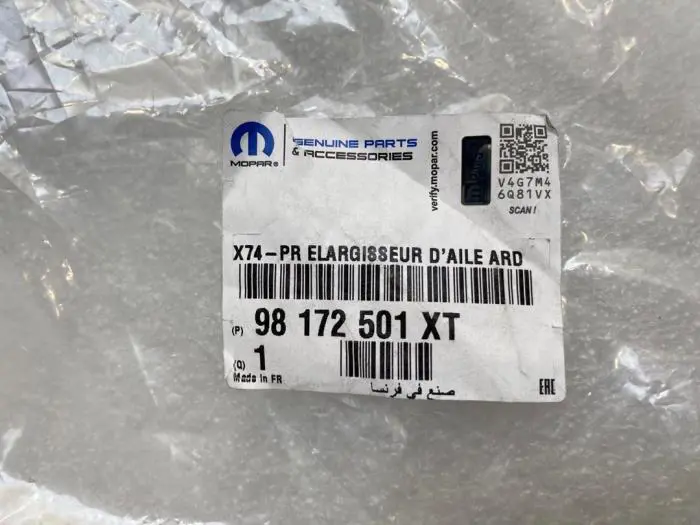 MOPAR®
GENUINE PARTS
& ACCESSORIES
verify.mopar.com
V4G7M4
6Q81VX
SCAN!
X74-PR ELARGISSEUR D'AILE ARD
(P) 98 172 501 XT
(Q) 1
Made in FR
صنع في فرنسا
EAC